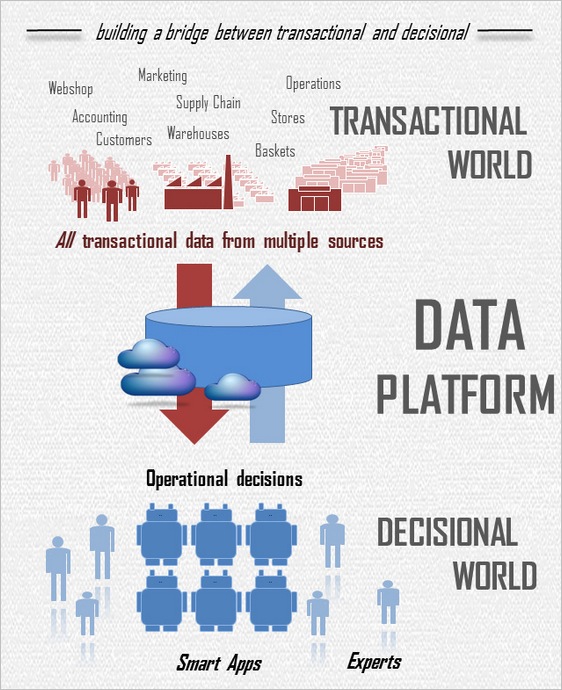 building a bridge between transactional and decisional
Marketing
Webshop
Operations
Supply Chain
Accounting
Stores
Customers
Warehouses
Baskets
TRANSACTIONAL
WORLD
All transactional data from multiple sources
DATA
PLATFORM
Operational decisions
DECISIONAL
WORLD
Smart Apps
Experts